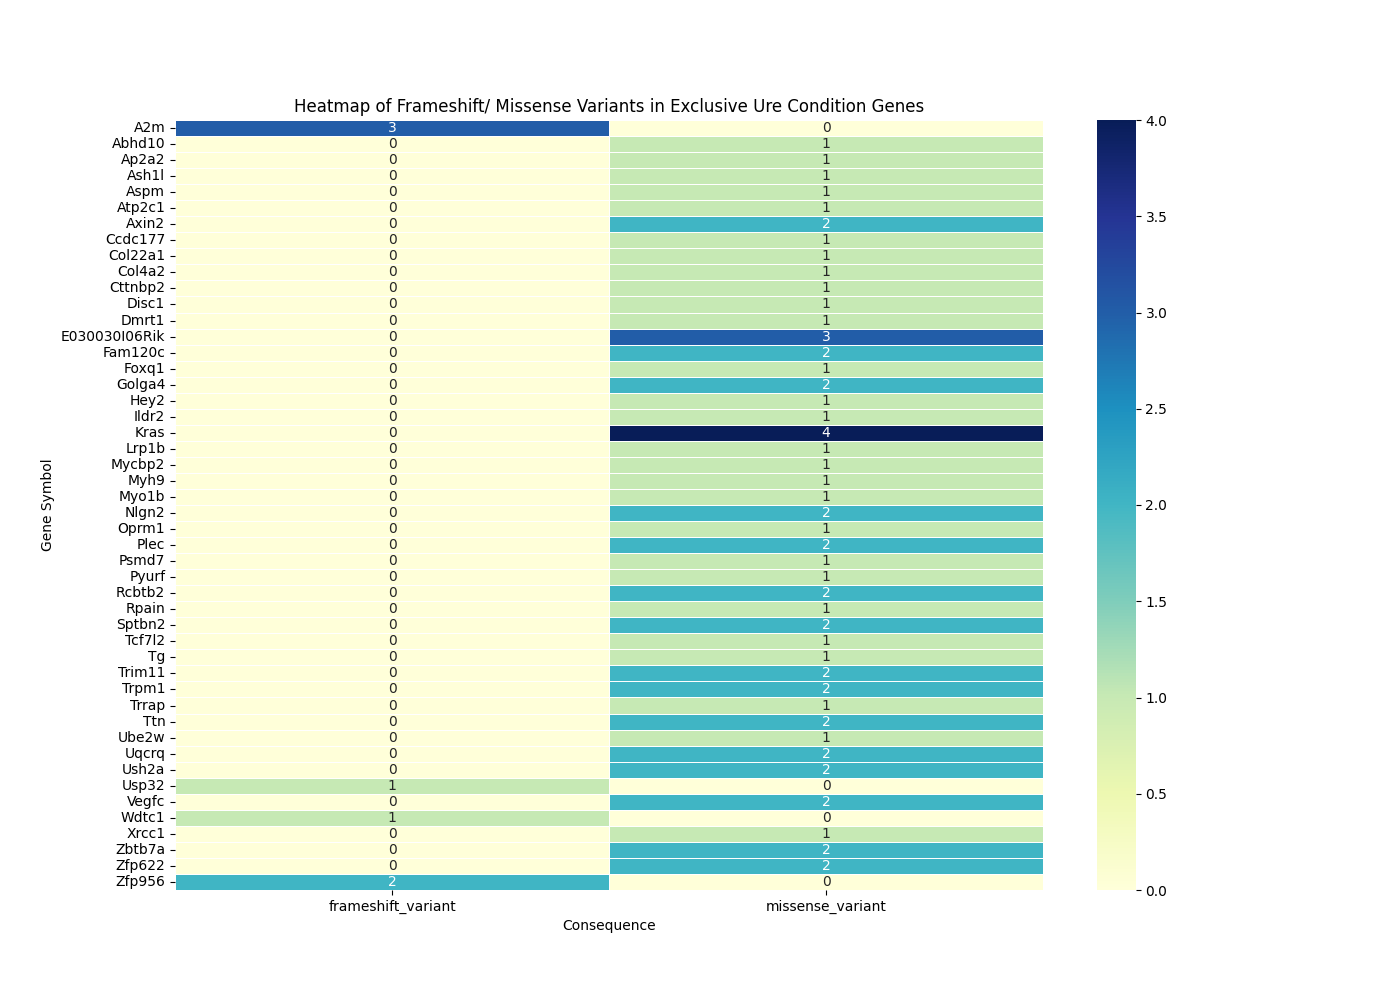 Heatmap of Frameshift/ Missense Variants in Exclusive Ure Condition Genes
A2m 3 0
Abhd10 0 1
Ap2a2 0 1
Ash1l 0 1
Aspm 0 1
Atp2c1 0 1
Axin2 0 2
Ccdc177 0 1
Col22a1 0 1
Col4a2 0 1
Cttnbp2 0 1
Disc1 0 1
Dmrt1 0 1
E030030I06Rik 0 3
Fam120c 0 2
Foxq1 0 1
Golga4 0 2
Hey2 0 1
Ildr2 0 1
Kras 0 4
Lrp1b 0 1
Mycbp2 0 1
Myh9 0 1
Myo1b 0 1
Nlgn2 0 2
Oprm1 0 1
Plec 0 2
Psmd7 0 1
Pyurf 0 1
Rcbtb2 0 2
Rpain 0 1
Sptbn2 0 2
Tcf7l2 0 1
Tg 0 1
Trim11 0 2
Trpm1 0 2
Trrap 0 1
Ttn 0 2
Ube2w 0 1
Uqcrq 0 2
Ush2a 0 2
Usp32 1 0
Vegfc 0 2
Wdtc1 1 0
Xrcc1 0 1
Zbtb7a 0 2
Zfp622 0 2
Zfp956 2 0
Gene Symbol
frameshift_variant missense_variant
Consequence
4.0
3.5
3.0
2.5
2.0
1.5
1.0
0.5
0.0